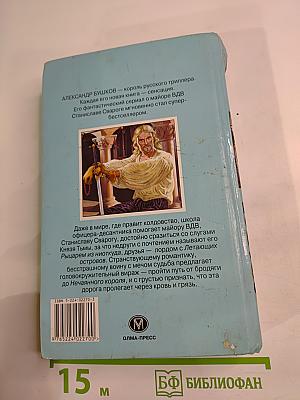 АЛЕКСАНДР БУШКОВ — король русского триллера.
Каждая его новая книга — сенсация.
Его фантастический сериал о майоре ВДВ
Станиславе Свароге мгновенно стал супер-
бестселлером.
Даже в мире, где правит колдовство, школа
офицера-десантника помогает майору ВДВ,
Станиславу Сварогу, достойно сразиться со слугами
Князя Тьмы, за что недруги с почтением называют его
Рыцарем из ниоткуда, друзья — лордом с Летающих
островов. Странствующему романтику,
бесстрашному воину с мечом судьба предлагает
головокружительный вираж — пройти путь от бродяги
до Нечаянного короля, и с грустью признать, что эта
дорога пролегает через кровь и грязь.
9785224022700
М
ОЛМА-ПРЕСС
15 м
БФ БИБЛИОФАН